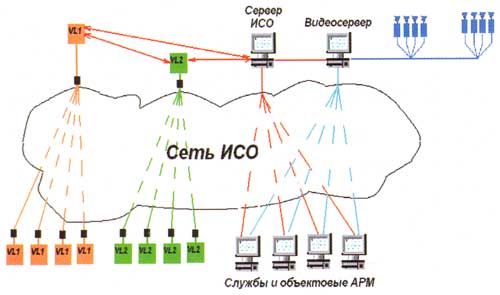 Сервер
ИСО
Видеосервер
VL1
VL2
Сеть ИСО
VL1 VL1 VL1 VL1 VL2 VL2 VL2 VL2
Службы и объектовые АРМ